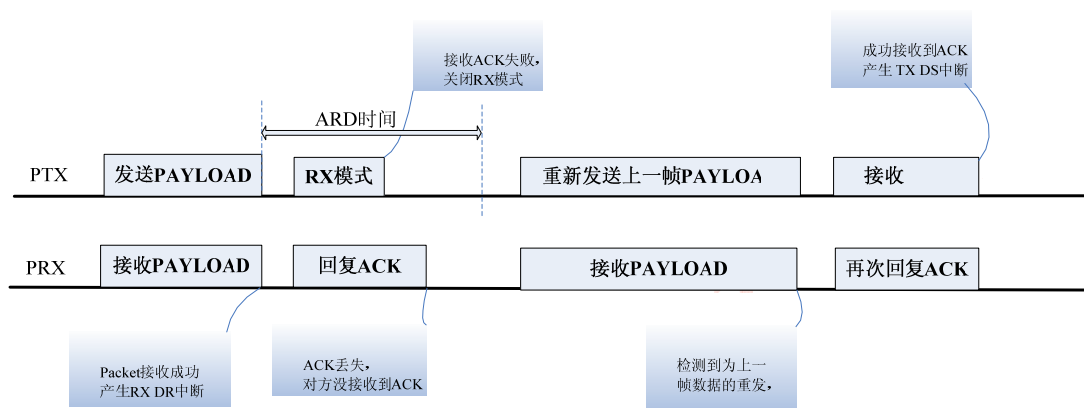 接收ACK失败，
关闭RX模式
成功接收到ACK
产生 TX DS中断
ARD时间
PTX
发送PAYLOAD
RX模式
重新发送上一帧PAYLOA
接收
PRX
接收PAYLOAD
回复ACK
接收PAYLOAD
再次回复ACK
Packet接收成功
产生RX DR中断
ACK丢失，
对方没接收到ACK
检测到为上一
帧数据的重发，